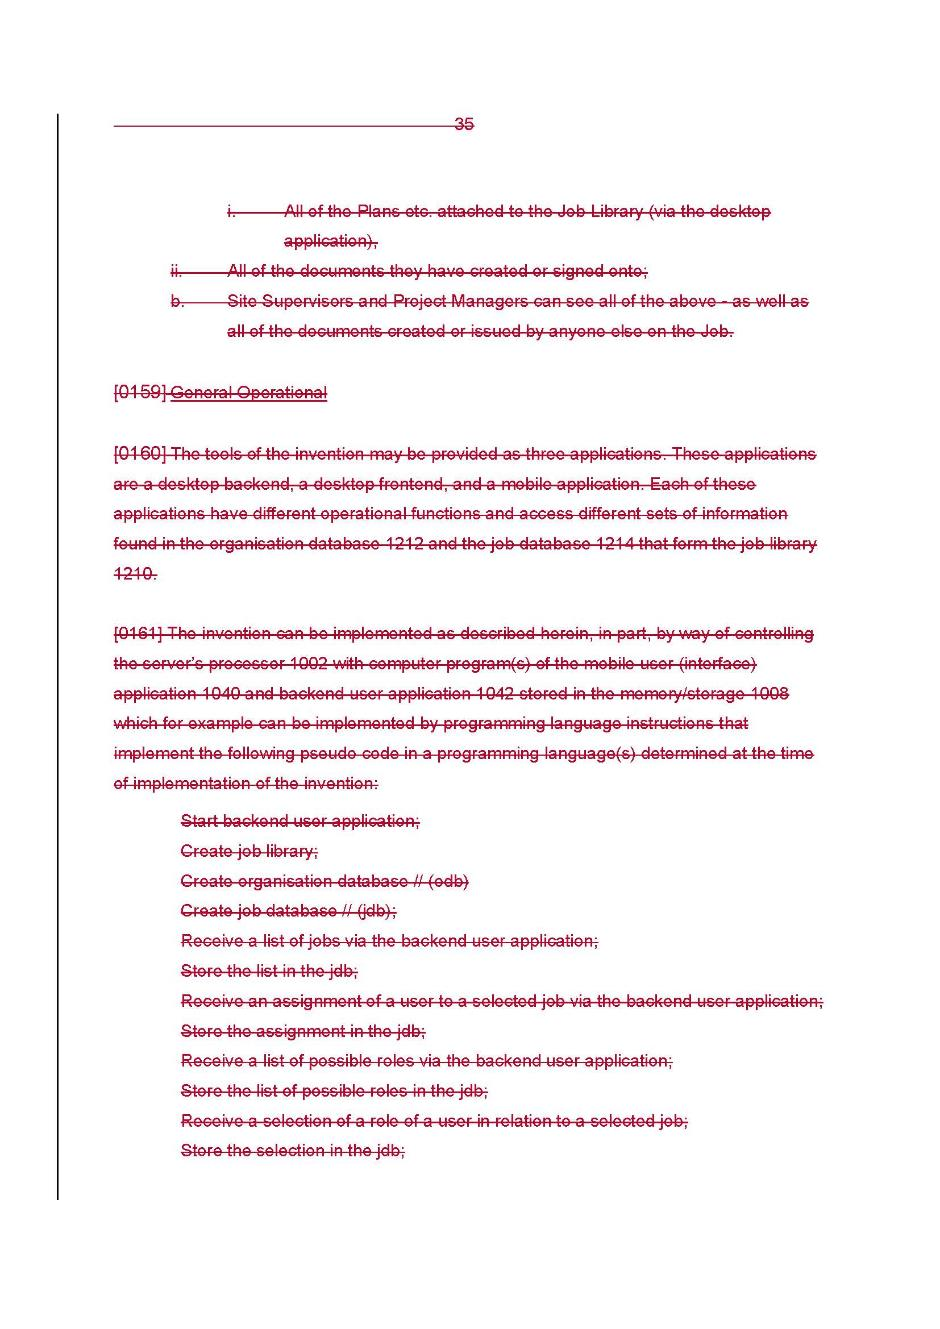 35
i. All of the Plans etc. attached to the Job Library (via the desktop
application),
ii. All of the documents they have created or signed onto;
b. Site Supervisors and Project Managers can see all of the above - as well as
all of the documents created or issued by anyone else on the Job.
[0159] General Operational
[0160] The tools of the invention may be provided as three applications. These applications
are a desktop backend, a desktop frontend, and a mobile application. Each of these
applications have different operational functions and access different sets of information
found in the organisation database 1212 and the job database 1214 that form the job library
1210.
[0161] The invention can be implemented as described herein, in part, by way of controlling
the server's processor 1002 with computer program(s) of the mobile user (interface)
application 1040 and backend user application 1042 stored in the memory/storage 1008
which for example can be implemented by programming language instructions that
implement the following pseudo code in a programming language(s) determined at the time
of implementation of the invention:
Start backend user application;
Create job library;
Create organisation database // (odb)
Create job database // (jdb);
Receive a list of jobs via the backend user application;
Store the list in the jdb;
Receive an assignment of a user to a selected job via the backend user application;
Store the assignment in the jdb;
Receive a list of possible roles via the backend user application;
Store the list of possible roles in the jdb;
Receive a selection of a role of a user in relation to a selected job;
Store the selection in the jdb;